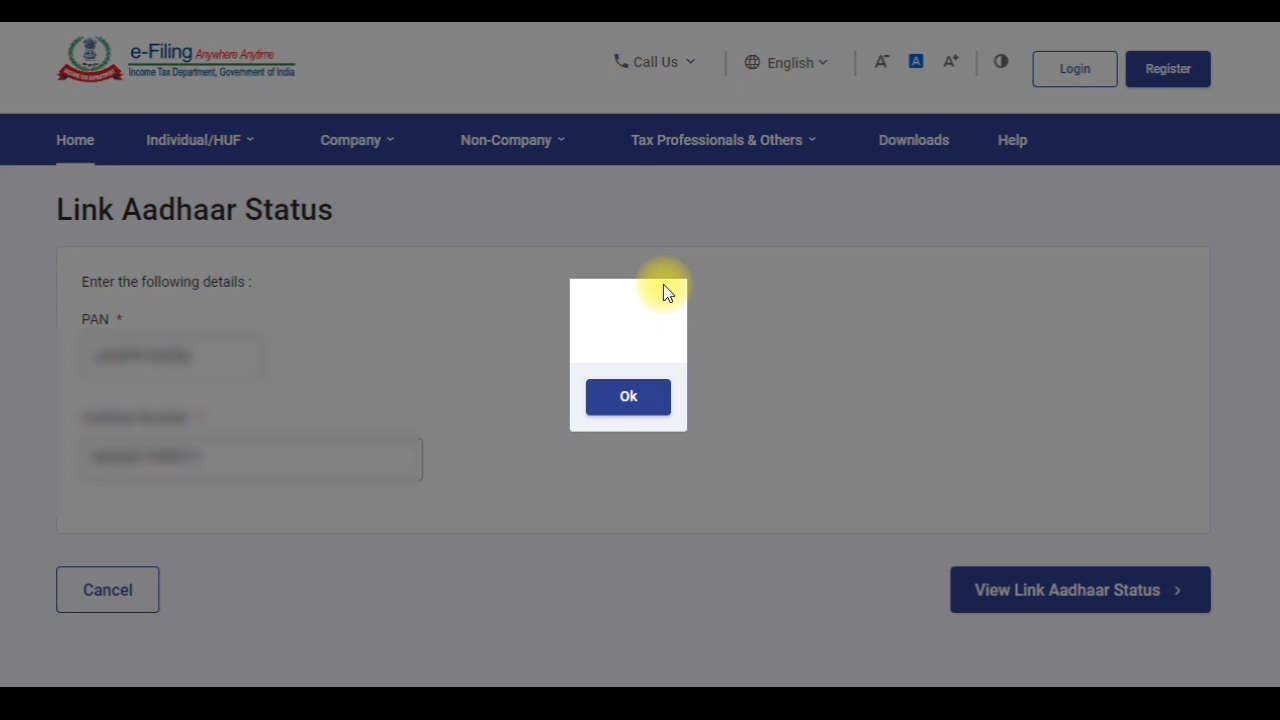 e-Filing Anywhere Anytime
Income Tax Department, Government of India
Call Us
English
A-
A
A+
Login
Register
Home
Individual/HUF
Company
Non-Company
Tax Professionals & Others
Downloads
Help
Link Aadhaar Status
Enter the following details :
PAN *
Ok
Cancel
View Link Aadhaar Status >